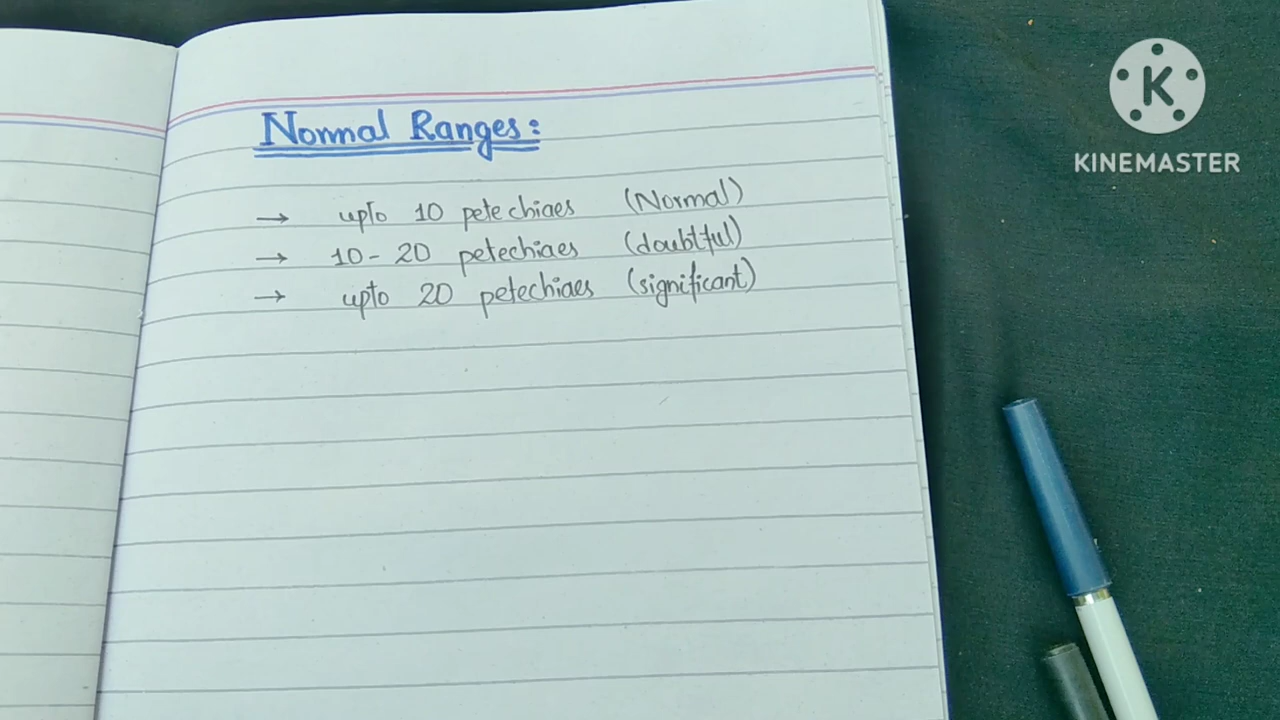 Normal Ranges:
→ upto 10 petechiaes (Normal)
→ 10-20 petechiaes (doubtful)
→ upto 20 petechiaes (significant)
K
KINEMASTER